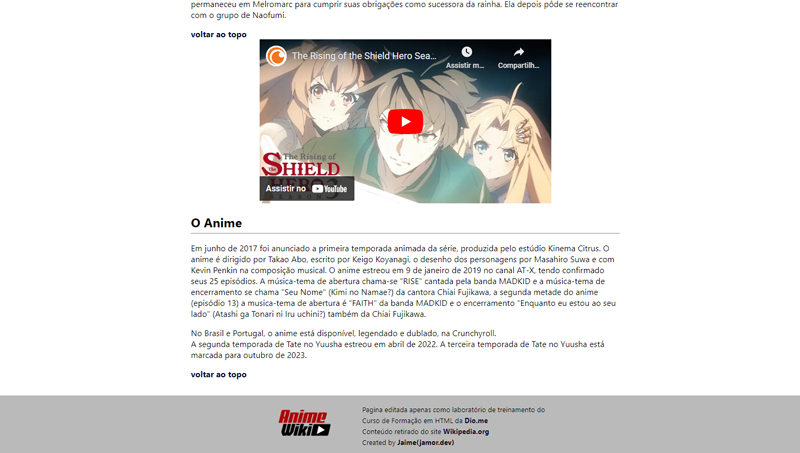 permaneceu em Melromarc para cumprir suas obrigações como sucessora da rainha. Ela depois pôde se reencontrar
com o grupo de Naofumi.
voltar ao topo
The Rising of the Shield Hero Sea...
Assistir m...
Compartilh...
The Rising of
the SHIELD
HERO 3
Assistir no YouTube
O Anime
Em junho de 2017 foi anunciado a primeira temporada animada da série, produzida pelo estúdio Kinema Citrus. O
anime é dirigido por Takao Abo, escrito por Keigo Koyanagi, o desenho dos personagens por Masahiro Suwa e com
Kevin Penkin na composição musical. O anime estreou em 9 de janeiro de 2019 no canal AT-X, tendo confirmado
seus 25 episódios. A música-tema de abertura chama-se "RISE" cantada pela banda MADKID e a música-tema de
encerramento se chama "Seu Nome" (Kimi no Namae?) da cantora Chiai Fujikawa, a segunda metade do anime
(episódio 13) a musica-tema de abertura é "FAITH" da banda MADKID e o encerramento "Enquanto eu estou ao seu
lado" (Atashi ga Tonari ni Iru uchini?) também da Chiai Fujikawa.
No Brasil e Portugal, o anime está disponível, legendado e dublado, na Crunchyroll.
A segunda temporada de Tate no Yuusha estreou em abril de 2022. A terceira temporada de Tate no Yuusha está
marcada para outubro de 2023.
voltar ao topo
Anime
Wiki
Pagina editada apenas como laboratório de treinamento do
Curso de Formação em HTML da Dio.me
Conteúdo retirado do site Wikipedia.org
Created by Jaime(jamor.dev)